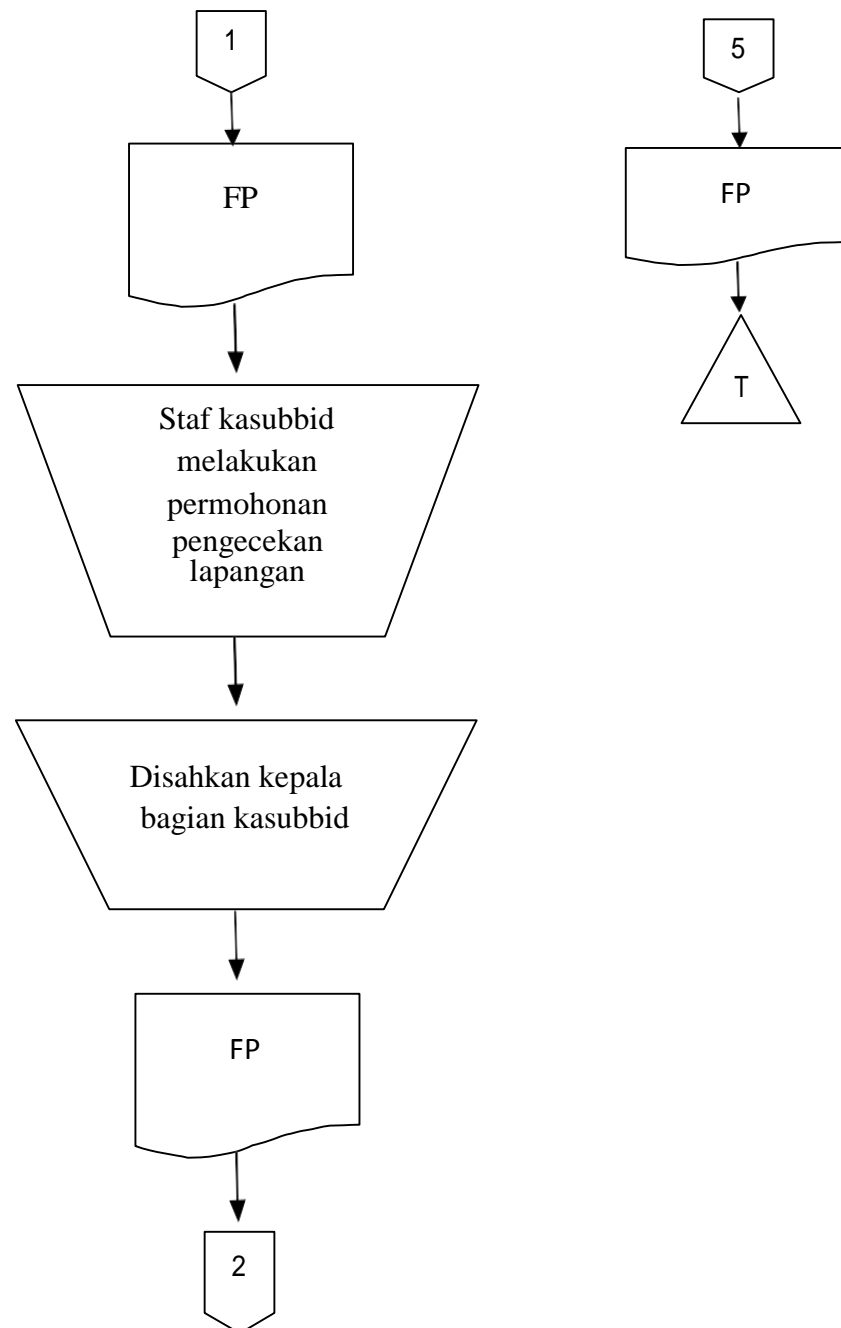 1
FP
Staf kasubbid
melakukan
permohonan
pengecekan
lapangan
Disahkan kepala
bagian kasubbid
FP
2
5
FP
T